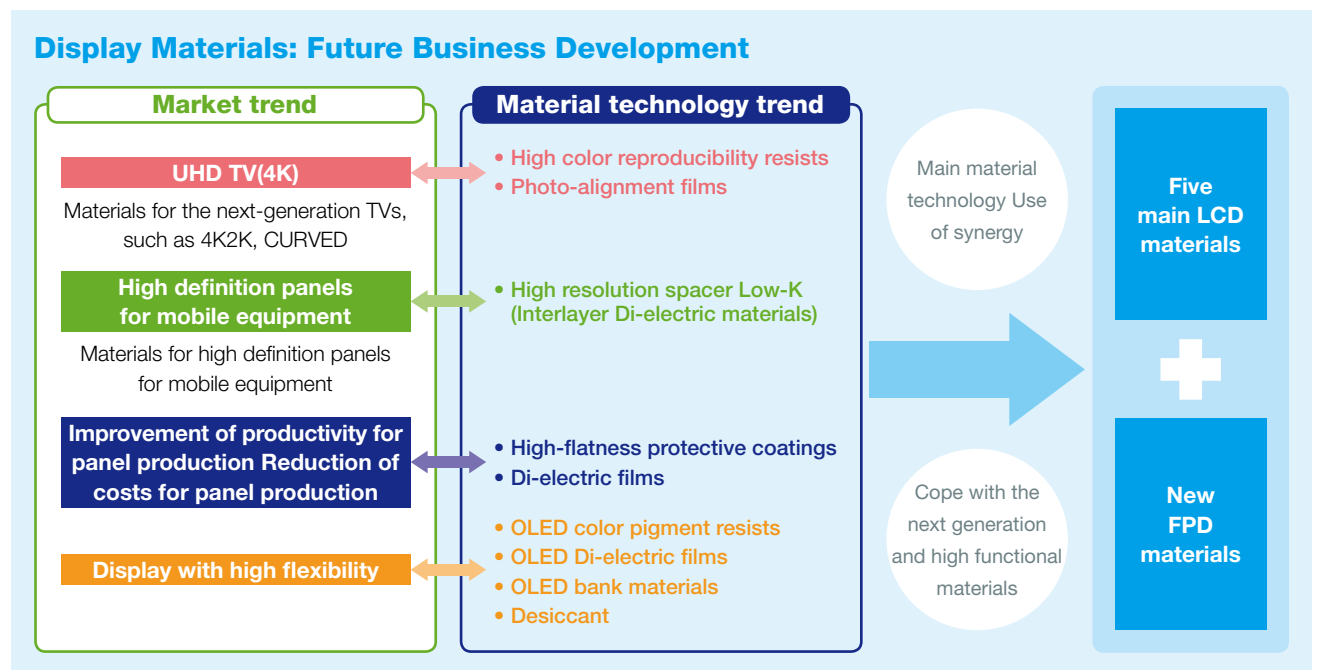 Display Materials: Future Business Development
Market trend
UHD TV(4K)
Materials for the next-generation TVs,
such as 4K2K, CURVED
High definition panels
for mobile equipment
Materials for high definition panels
for mobile equipment
Improvement of productivity for
panel production Reduction of
costs for panel production
Display with high flexibility
Material technology trend
• High color reproducibility resists
• Photo-alignment films
• High resolution spacer Low-K
(Interlayer Di-electric materials)
• High-flatness protective coatings
• Di-electric films
• OLED color pigment resists
• OLED Di-electric films
• OLED bank materials
• Desiccant
Main material
technology Use
of synergy
Cope with the
next generation
and high functional
materials
Five
main LCD
materials
New
FPD
materials